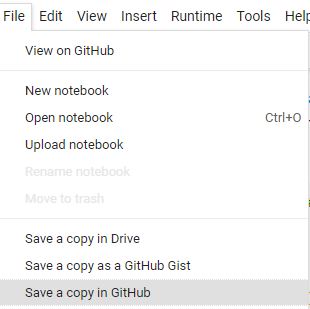 File Edit View Insert Runtime Tools Help
View on GitHub
New notebook
Open notebook Ctrl+O
Upload notebook
Rename notebook
Move to trash
Save a copy in Drive
Save a copy as a GitHub Gist
Save a copy in GitHub